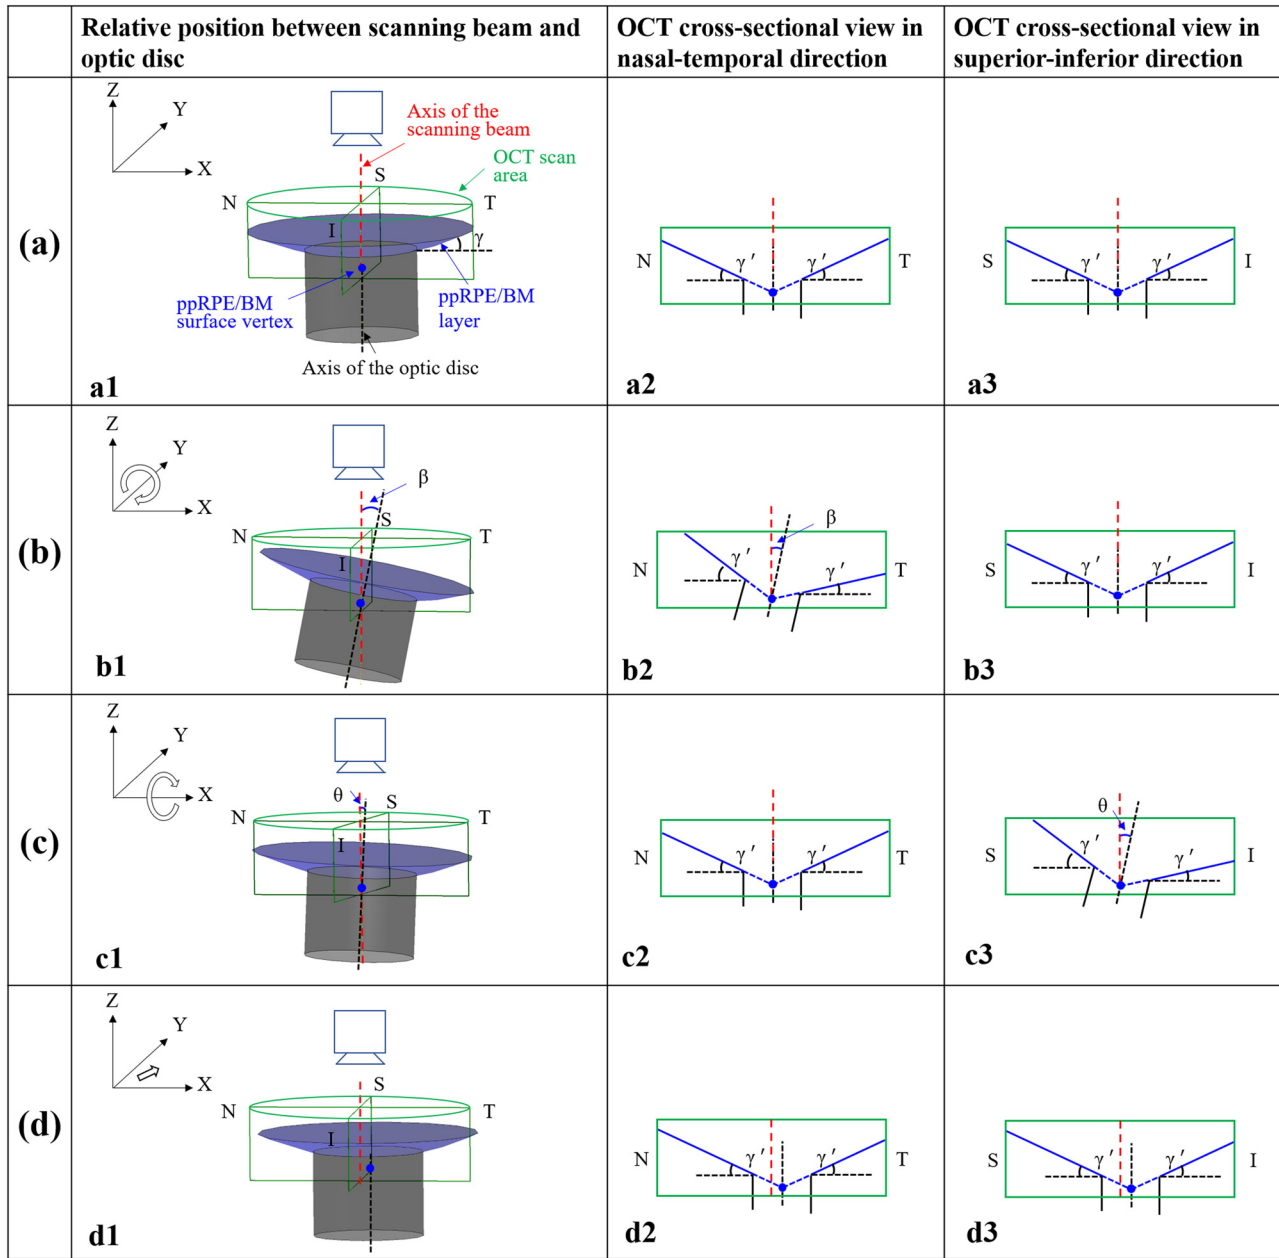 Relative position between scanning beam and
optic disc
OCT cross-sectional view in
nasal-temporal direction
OCT cross-sectional view in
superior-inferior direction
(a)
Z
Y
X
Axis of the
scanning beam
OCT scan
area
S
N
T
I
γ
ppRPE/BM
surface vertex
ppRPE/BM
layer
Axis of the optic disc
a1
N
γ′
γ′
T
a2
S
γ′
γ′
I
a3
(b)
Z
Y
X
β
S
N
T
I
b1
β
N
γ′
γ′
T
b2
S
γ′
γ′
I
b3
(c)
Z
Y
X
θ
S
N
T
I
c1
N
γ′
γ′
T
c2
θ
S
γ′
γ′
I
c3
(d)
Z
Y
X
S
N
T
I
d1
N
γ′
γ′
T
d2
S
γ′
γ′
I
d3